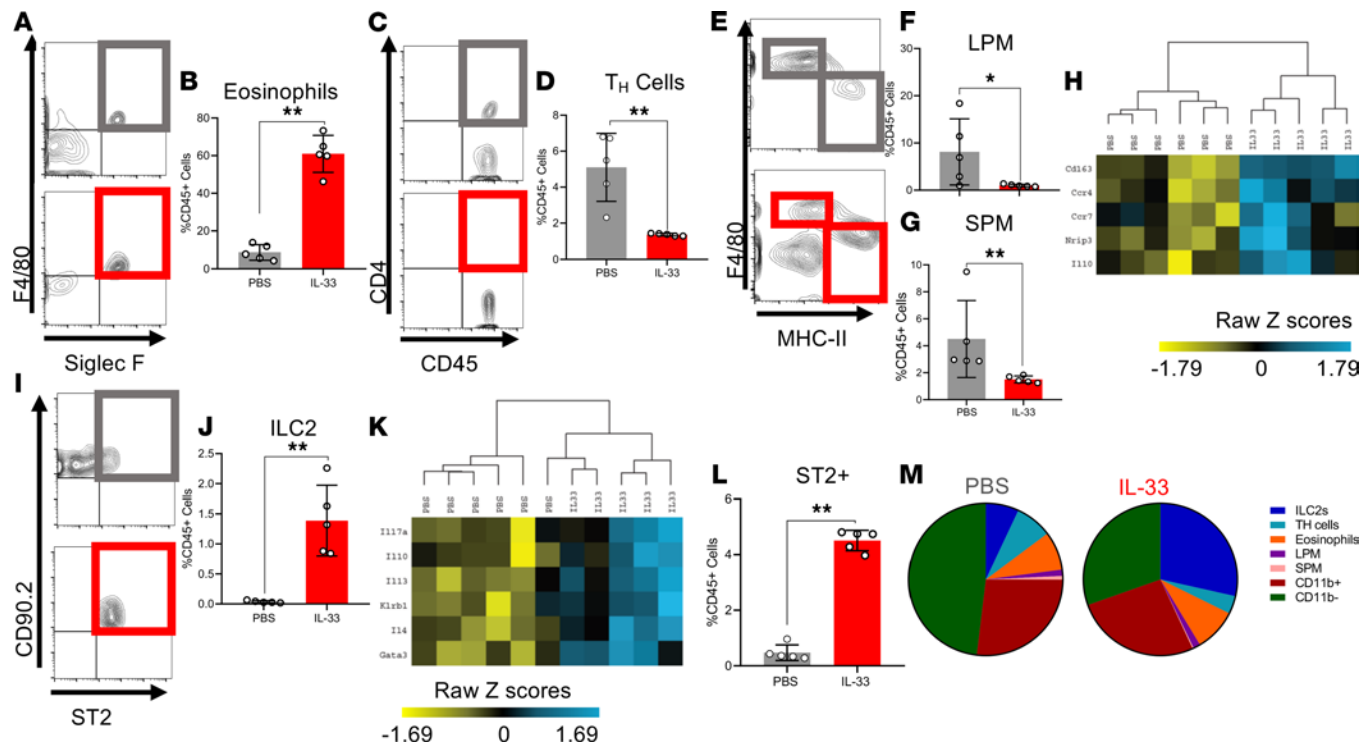 A
F4/80
Siglec F
B
Eosinophils
**
%CD45+ Cells
80
60
40
20
0
PBS
IL-33
C
CD4
CD45
D
TH Cells
**
%CD45+ Cells
8
6
4
2
0
PBS
IL-33
E
F4/80
MHC-II
F
LPM
*
%CD45+ Cells
30
20
10
0
PBS
IL-33
G
SPM
**
%CD45+ Cells
10
8
6
4
2
0
PBS
IL-33
H
PBS PBS PBS PBS PBS PBS IL33 IL33 IL33 IL33 IL33
Cd163
Ccr4
Ccr7
Nrip3
Il10
Raw Z scores
-1.79 0 1.79
I
CD90.2
ST2
J
ILC2
**
%CD45+ Cells
2.5
2.0
1.5
1.0
0.5
0.0
PBS
IL-33
K
PBS PBS PBS PBS PBS PBS IL33 IL33 IL33 IL33 IL33
Il17a
Il10
Il13
Klrb1
Il4
Gata3
Raw Z scores
-1.69 0 1.69
L
ST2+
**
%CD45+ Cells
6
4
2
0
PBS
IL-33
M
PBS
IL-33
ILC2s
TH cells
Eosinophils
LPM
SPM
CD11b+
CD11b-